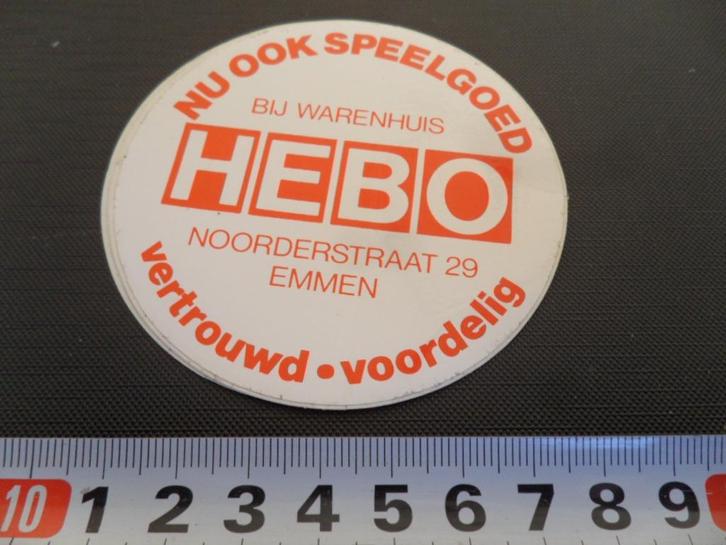 NU OOK SPEELGOED
BIJ WARENHUIS
HEBO
NOORDERSTRAAT 29
EMMEN
vertrouwd • voordelig
10 1 2 3 4 5 6 7 8 9